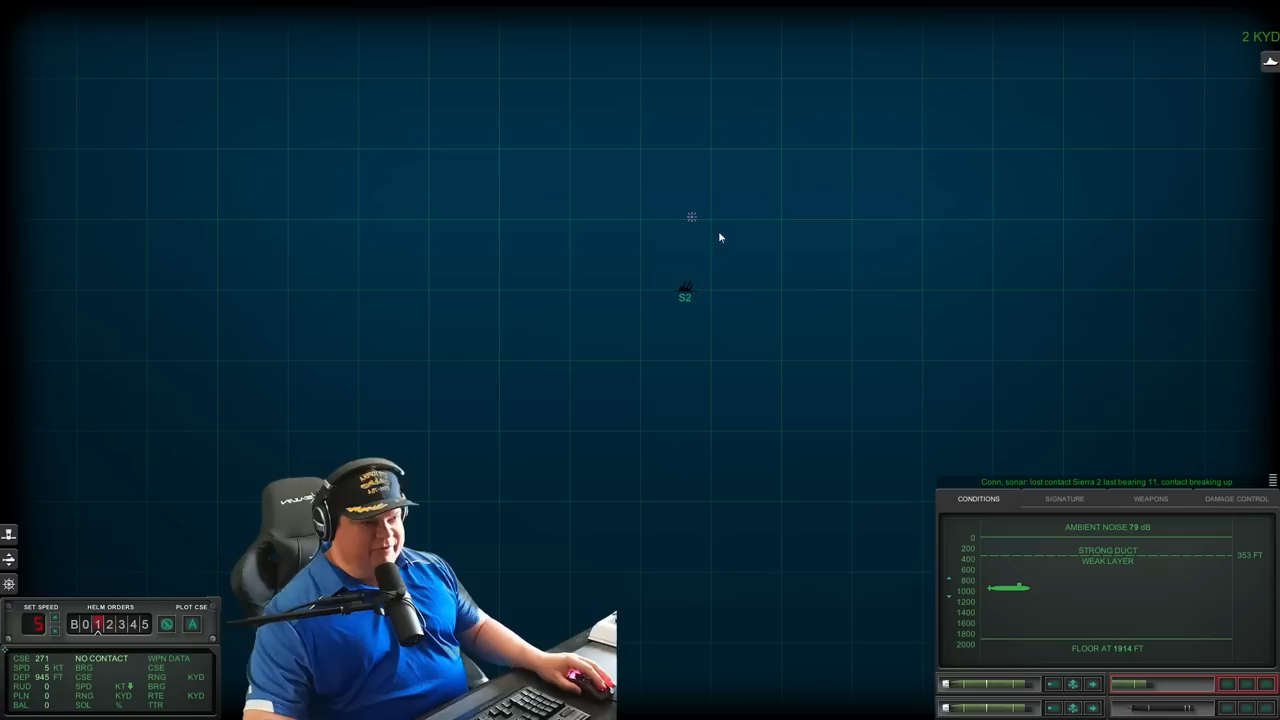 2 KYD
S2
Conn, sonar: lost contact Sierra 2 last bearing 11, contact breaking up
CONDITIONS SIGNATURE WEAPONS DAMAGE CONTROL
AMBIENT NOISE 79 dB
0
200
400
600
800
1000
1200
1400
1600
1800
2000
STRONG DUCT
353 FT
WEAK LAYER
FLOOR AT 1914 FT
SET SPEED HELM ORDERS PLOT CSE
5 B 0 1 2 3 4 5 A
CSE 271 NO CONTACT WPN DATA
SPD 5 KT BRG CSE
DEP 945 FT CSE RNG KYD
RUD 0 SPD KT BRG
PLN 0 RNG KYD RTE KYD
BAL 0 SOL % TTR